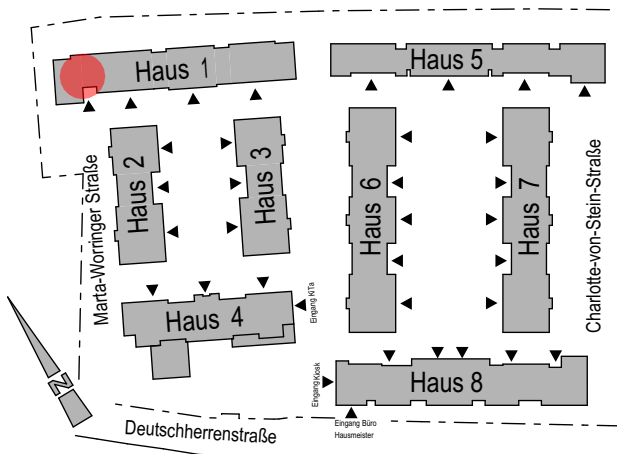 Haus 1
Haus 5
Haus 2
Haus 3
Haus 6
Haus 7
Marta-Worringer Straße
Charlotte-von-Stein-Straße
Haus 4
Eingang KiTa
Eingang Kiosk
Haus 8
N
Deutschherrenstraße
Eingang Büro
Hausmeister